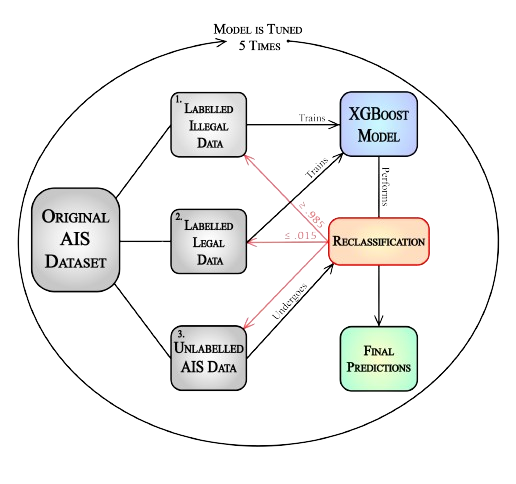 Model is Tuned
5 Times
1.
Labelled
Illegal
Data
Trains
XGBoost
Model
Trains
Performs
Original
AIS
Dataset
2.
Labelled
Legal
Data
≥ .985
≤ .015
Reclassification
Undergoes
3.
Unlabelled
AIS Data
Final
Predictions